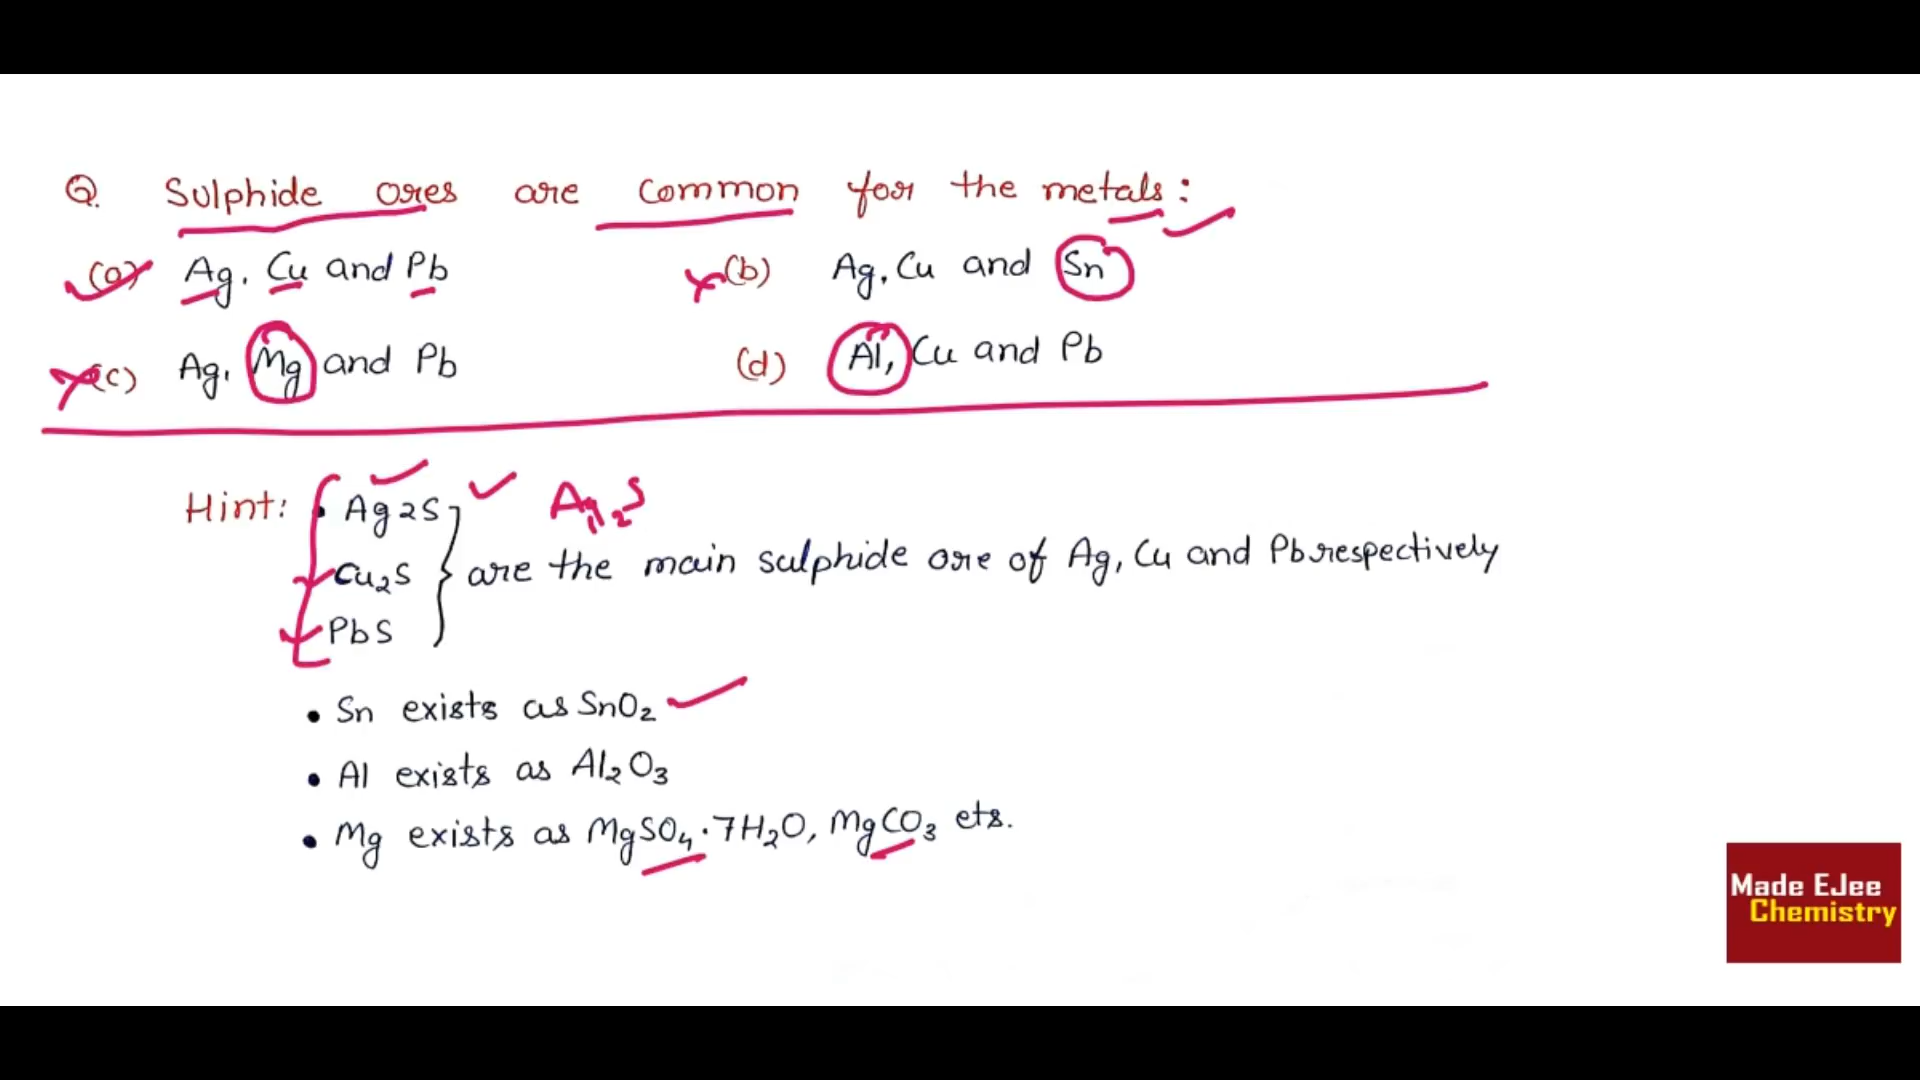 Q. Sulphide ores are common for the metals:
(a) Ag, Cu and Pb (b) Ag, Cu and Sn
(c) Ag, Mg and Pb (d) Al, Cu and Pb
Hint: • Ag2S Ag2S
Cu₂S } are the main sulphide ore of Ag, Cu and Pb respectively
PbS
• Sn exists as SnO₂
• Al exists as Al₂O₃
• Mg exists as MgSO₄·7H₂O, MgCO₃ ets.
Made EJee
Chemistry